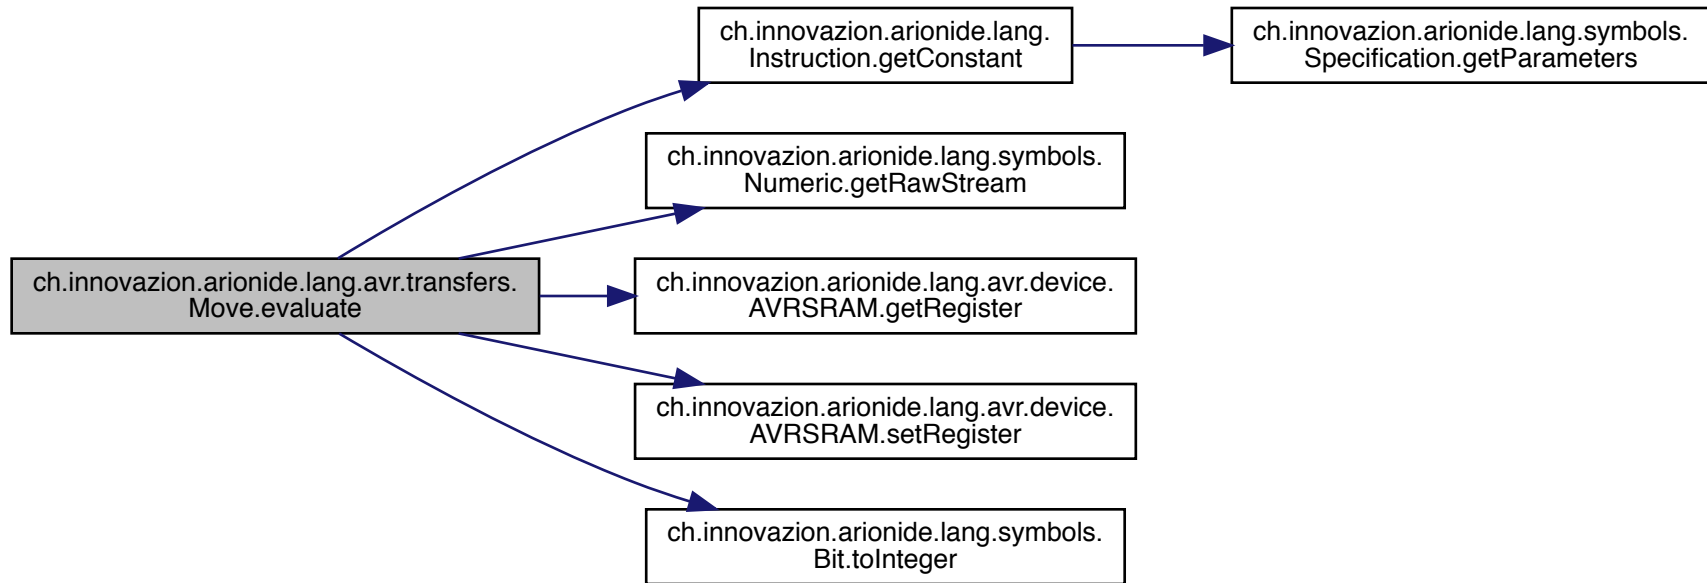 ch.innovazion.arionide.lang.
Instruction.getConstant
ch.innovazion.arionide.lang.symbols.
Specification.getParameters
ch.innovazion.arionide.lang.symbols.
Numeric.getRawStream
ch.innovazion.arionide.lang.avr.transfers.
Move.evaluate
ch.innovazion.arionide.lang.avr.device.
AVRSRAM.getRegister
ch.innovazion.arionide.lang.avr.device.
AVRSRAM.setRegister
ch.innovazion.arionide.lang.symbols.
Bit.toInteger